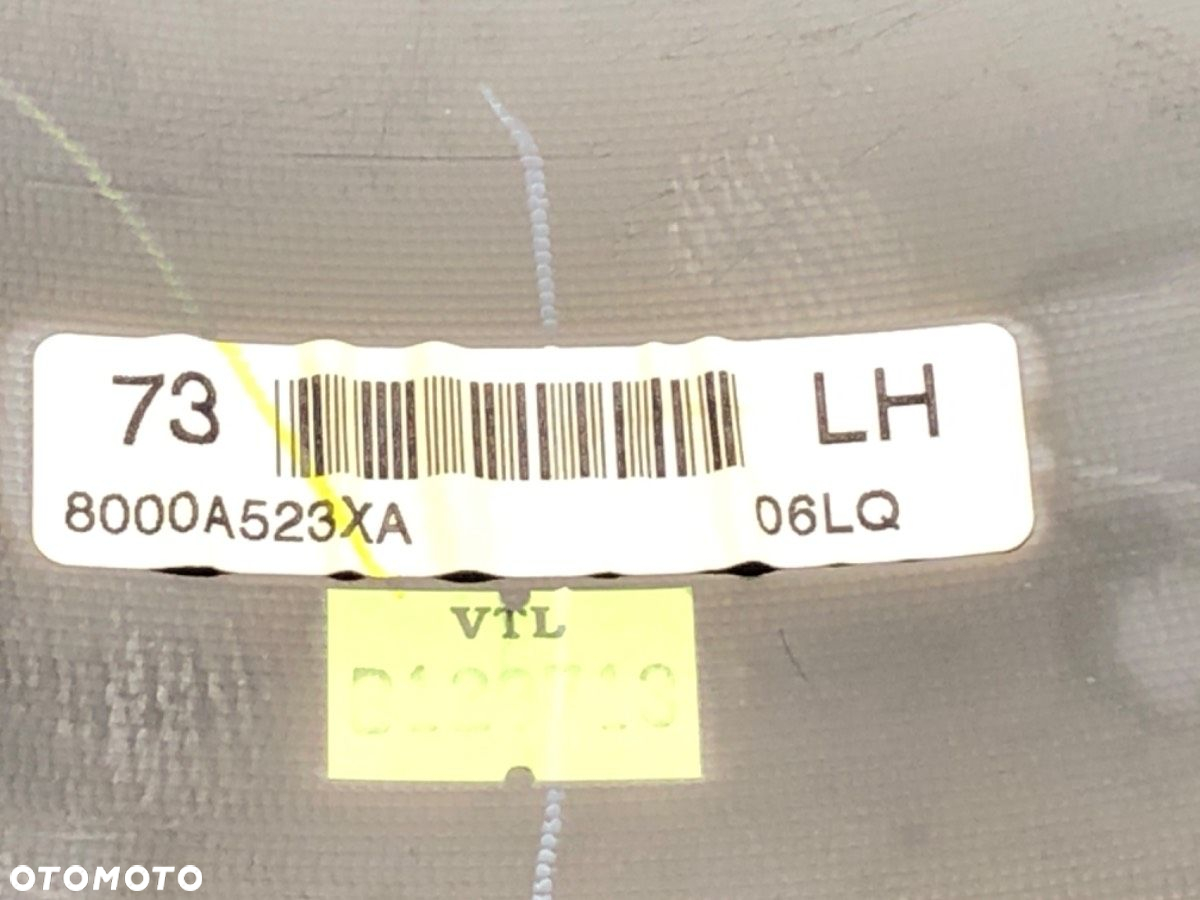 73 LH
8000A523XA 06LQ
VTL
OTOMOTO